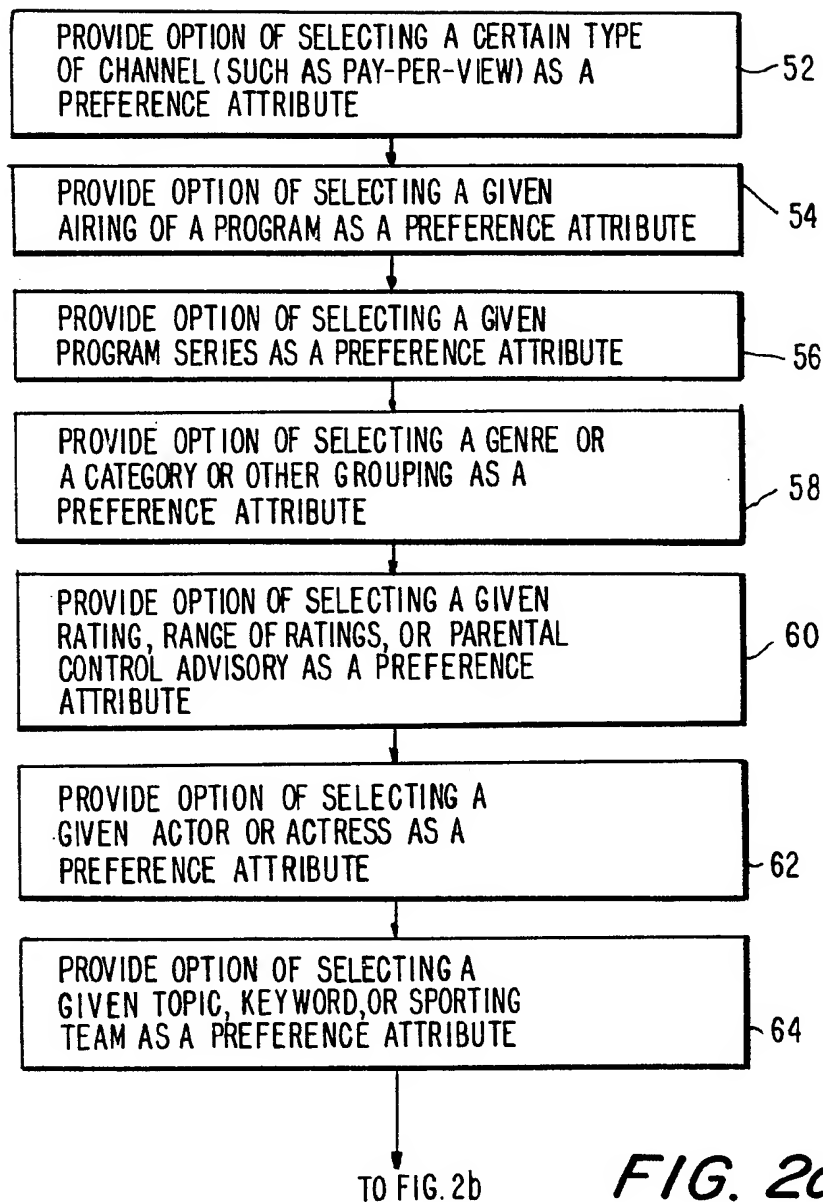 PROVIDE OPTION OF SELECTING A CERTAIN TYPE
OF CHANNEL (SUCH AS PAY-PER-VIEW) AS A
PREFERENCE ATTRIBUTE
52
PROVIDE OPTION OF SELECTING A GIVEN
AIRING OF A PROGRAM AS A PREFERENCE ATTRIBUTE
54
PROVIDE OPTION OF SELECTING A GIVEN
PROGRAM SERIES AS A PREFERENCE ATTRIBUTE
56
PROVIDE OPTION OF SELECTING A GENRE OR
A CATEGORY OR OTHER GROUPING AS A
PREFERENCE ATTRIBUTE
58
PROVIDE OPTION OF SELECTING A GIVEN
RATING, RANGE OF RATINGS, OR PARENTAL
CONTROL ADVISORY AS A PREFERENCE
ATTRIBUTE
60
PROVIDE OPTION OF SELECTING A
GIVEN ACTOR OR ACTRESS AS A
PREFERENCE ATTRIBUTE
62
PROVIDE OPTION OF SELECTING A
GIVEN TOPIC, KEYWORD, OR SPORTING
TEAM AS A PREFERENCE ATTRIBUTE
64
TO FIG. 2b
FIG. 2a